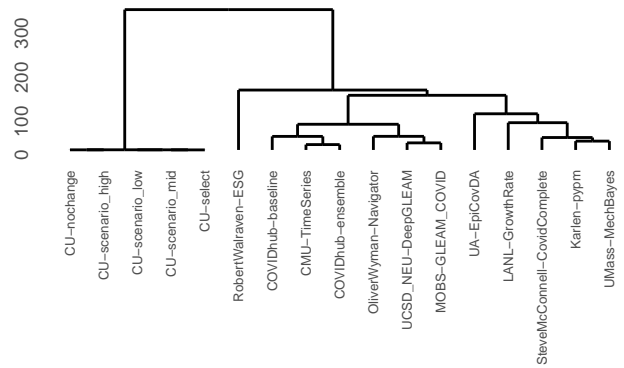 300
200
100
0
CU−nochange
CU−scenario_high
CU−scenario_low
CU−scenario_mid
CU−select
RobertWalraven−ESG
COVIDhub−baseline
CMU−TimeSeries
COVIDhub−ensemble
OliverWyman−Navigator
UCSD_NEU−DeepGLEAM
MOBS−GLEAM_COVID
UA−EpiCovDA
LANL−GrowthRate
SteveMcConnell−CovidComplete
Karlen−pypm
UMass−MechBayes